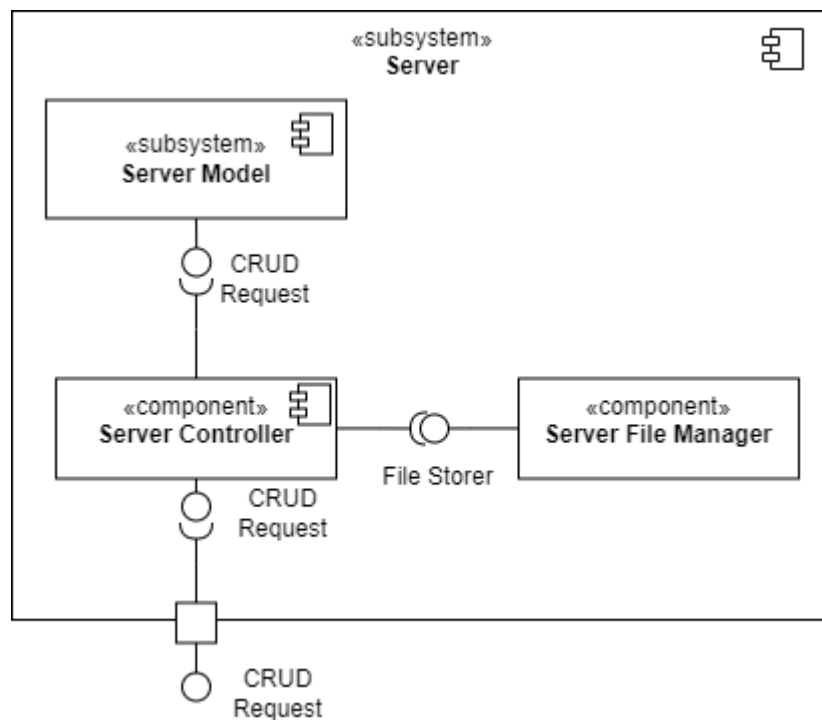 «subsystem»
Server
«subsystem»
Server Model
CRUD
Request
«component»
Server Controller
«component»
Server File Manager
File Storer
CRUD
Request
CRUD
Request